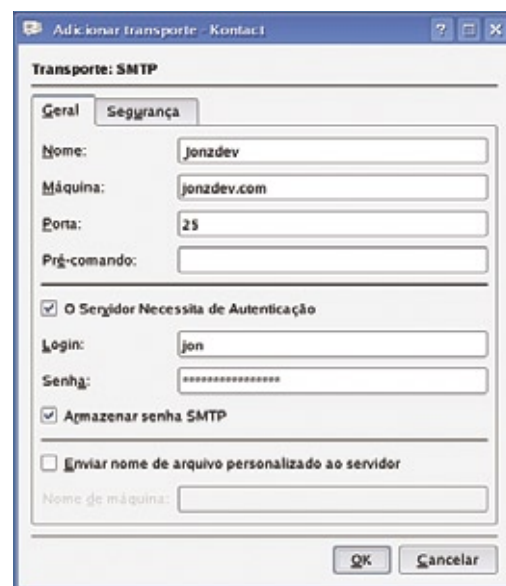 Adicionar transporte - Kontact
Transporte: SMTP
Geral Segurança
Nome: Jonzdev
Máquina: jonzdev.com
Porta: 25
Pré-comando:
O Servidor Necessita de Autenticação
Login: jon
Senha: ****************
Armazenar senha SMTP
Enviar nome de arquivo personalizado ao servidor
Nome de máquina:
OK Cancelar